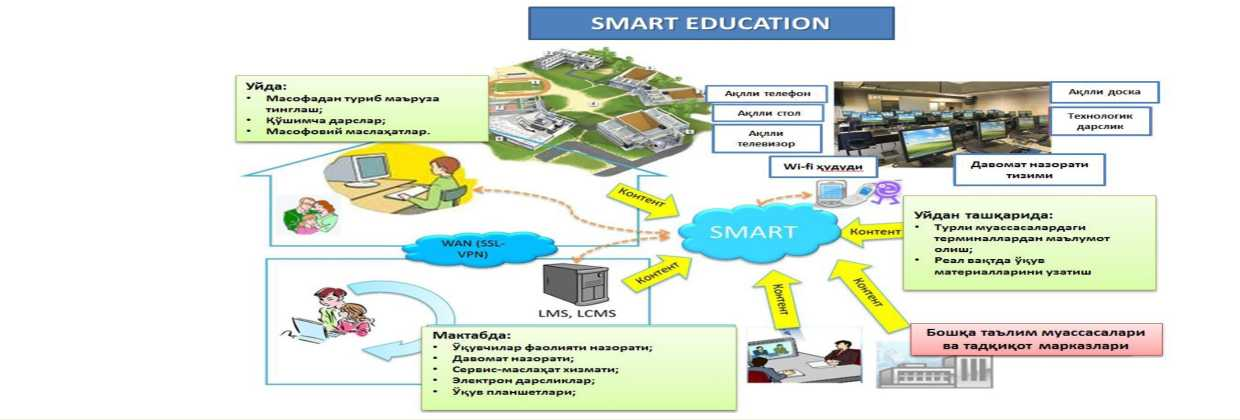 SMART EDUCATION
Уйда:
• Масофадан туриб маъруза
тинглаш;
• Қўшимча дарслар;
• Масофовий маслаҳатлар.
Ақлли телефон
Ақлли стол
Ақлли
телевизор
Wi-fi ҳудуди
Ақлли доска
Технологик
дарслик
Давомат назорати
тизими
Контент
SMART
Контент
Уйдан ташқарида:
• Турли муассасалардаги
терминаллардан маълумот
олиш;
• Реал вақтда ўқув
материалларини узатиш
WAN (SSL-
VPN)
Контент
LMS, LCMS
Контент
Контент
Мактабда:
• Ўқувчилар фаолияти назорати;
• Давомат назорати;
• Сервис-маслаҳат хизмати;
• Электрон дарсликлар;
• Ўқув планшетлари;
Бошқа таълим муассасалари
ва тадқиқот марказлари